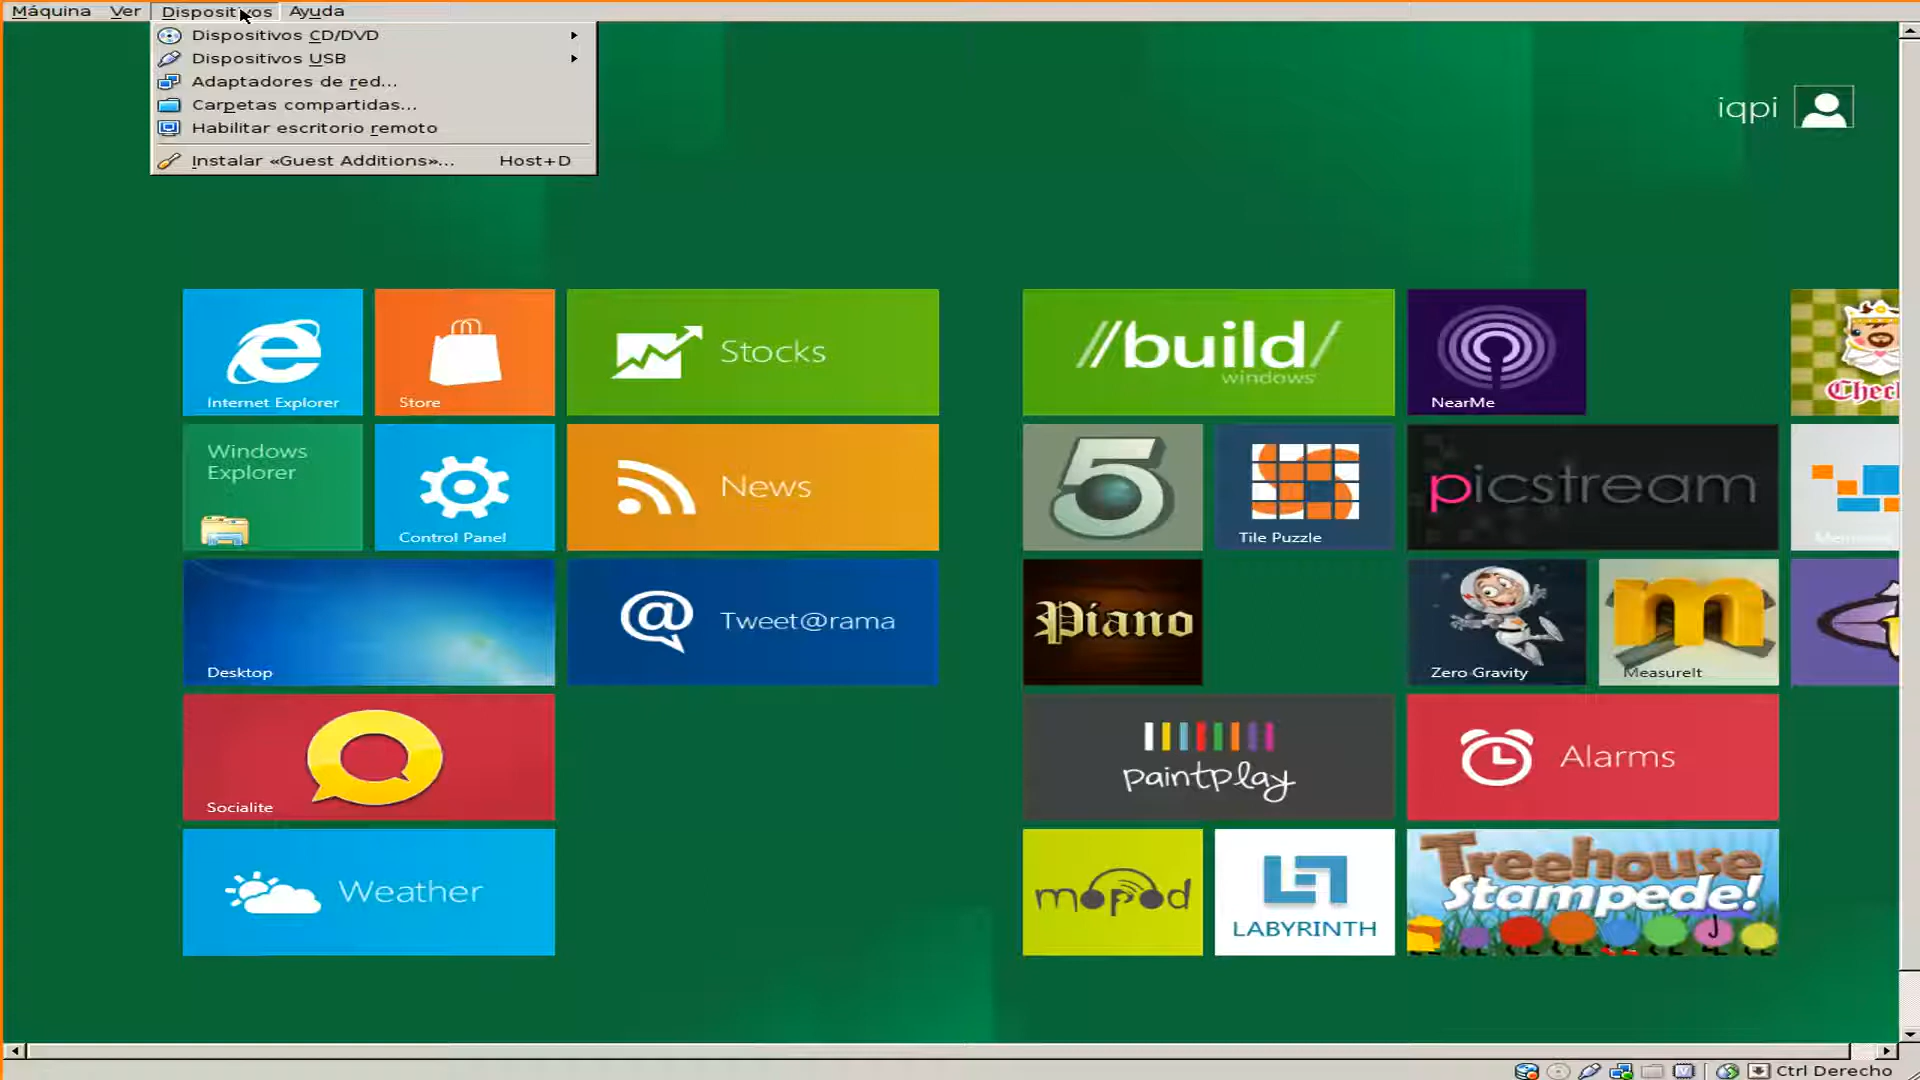 Máquina Ver Dispositivos Ayuda
Dispositivos CD/DVD
Dispositivos USB
Adaptadores de red...
Carpetas compartidas...
Habilitar escritorio remoto
Instalar «Guest Additions»... Host+D
iqpi
Internet Explorer
Store
Stocks
//build/
windows
NearMe
Windows
Explorer
Control Panel
News
5
Tile Puzzle
picstream
Desktop
Tweet@rama
Piano
Zero Gravity
MeasureIt
Socialite
paintplay
Alarms
Weather
mopod
LABYRINTH
Treehouse
Stampede!
Ctrl Derecho